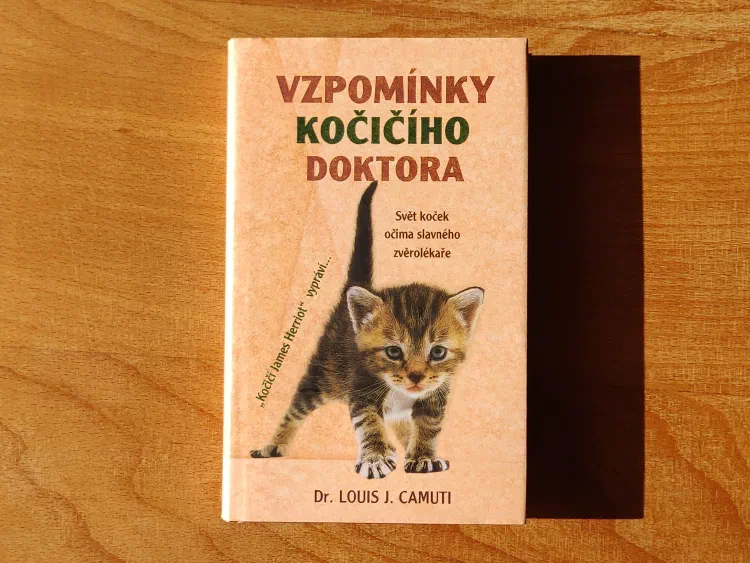 VZPOMÍNKY
KOČIČÍHO
DOKTORA
Svět koček
očima slavného
zvěrolékaře
„Kočičí James Herriot“ vypráví...
Dr. LOUIS J. CAMUTI